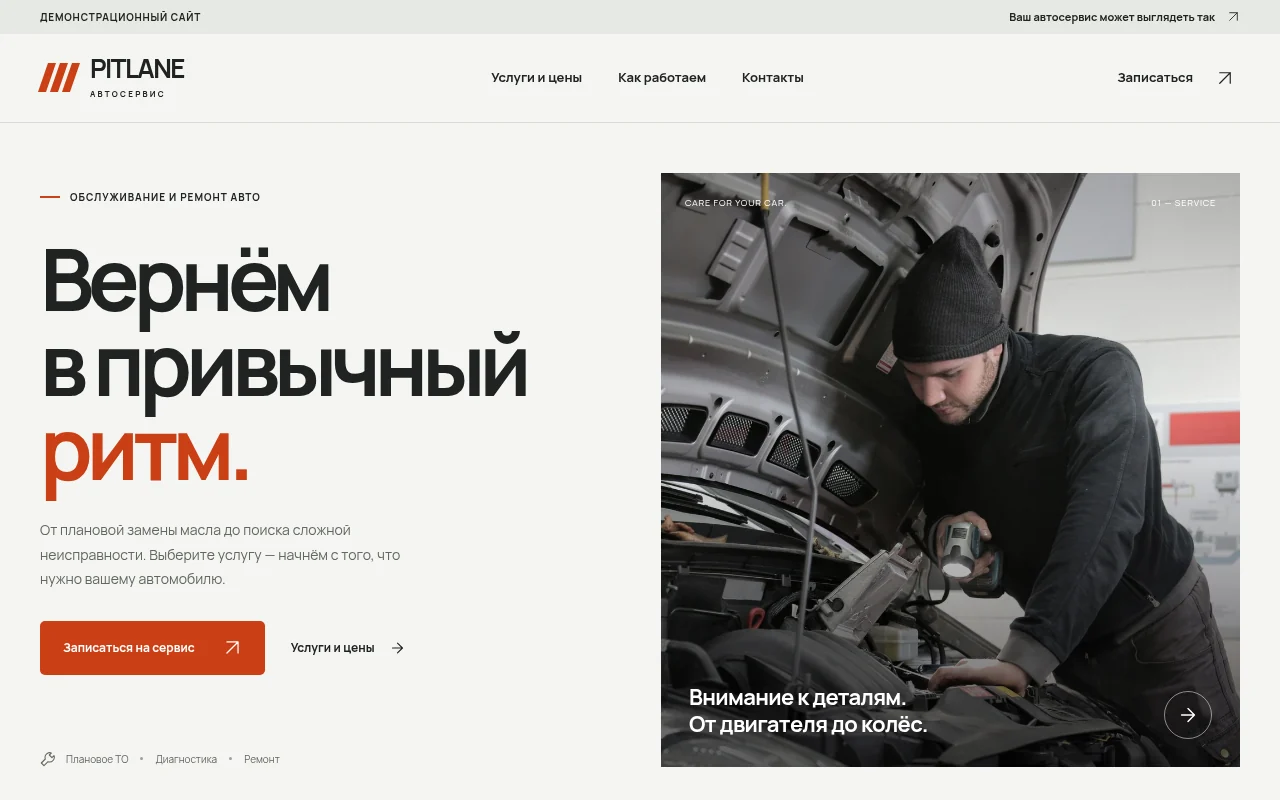 ДЕМОНСТРАЦИОННЫЙ САЙТ
Ваш автосервис может выглядеть так
PITLANE
АВТОСЕРВИС
Услуги и цены
Как работаем
Контакты
Записаться
ОБСЛУЖИВАНИЕ И РЕМОНТ АВТО
Вернём
в привычный
ритм.
От плановой замены масла до поиска сложной
неисправности. Выберите услугу — начнём с того, что
нужно вашему автомобилю.
Записаться на сервис
Услуги и цены
Плановое ТО • Диагностика • Ремонт
CARE FOR YOUR CAR
01 — SERVICE
Внимание к деталям.
От двигателя до колёс.